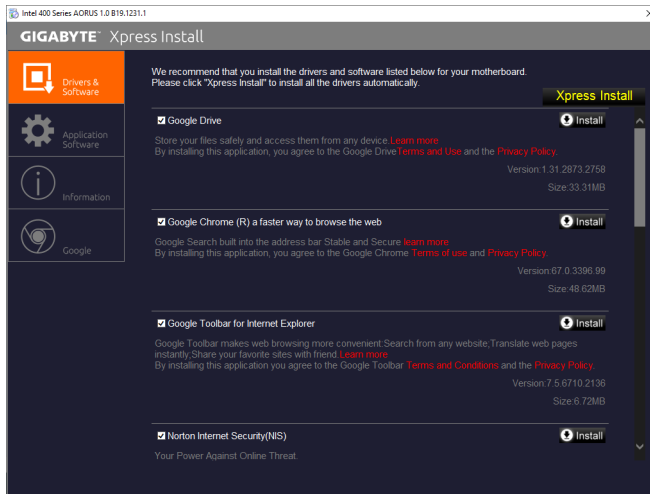 Intel 400 Series AORUS 1.0 B19.1231.1
GIGABYTE™ Xpress Install
Drivers &
Software
Application
Software
Information
Google
We recommend that you install the drivers and software listed below for your motherboard.
Please click "Xpress Install" to install all the drivers automatically.
Xpress Install
Google Drive
Install
Store your files safely and access them from any device.Learn more
By installing this application, you agree to the Google DriveTerms and Use and the Privacy Policy.
Version:1.31.2873.2758
Size:33.31MB
Google Chrome (R) a faster way to browse the web
Install
Google Search built into the address bar Stable and Secure learn more
By installing this application, you agree to the Google Chrome Terms of use and Privacy Policy.
Version:67.0.3396.99
Size:48.62MB
Google Toolbar for Internet Explorer
Install
Google Toolbar makes web browsing more convenient.Search from any website;Translate web pages
instantly;Share your favorite sites with friend.Learn more
By installing this application you agree to the Google Toolbar Terms and Conditions and the Privacy Policy.
Version:7.5.6710.2136
Size:6.72MB
Norton Internet Security(NIS)
Install
Your Power Against Online Threat.